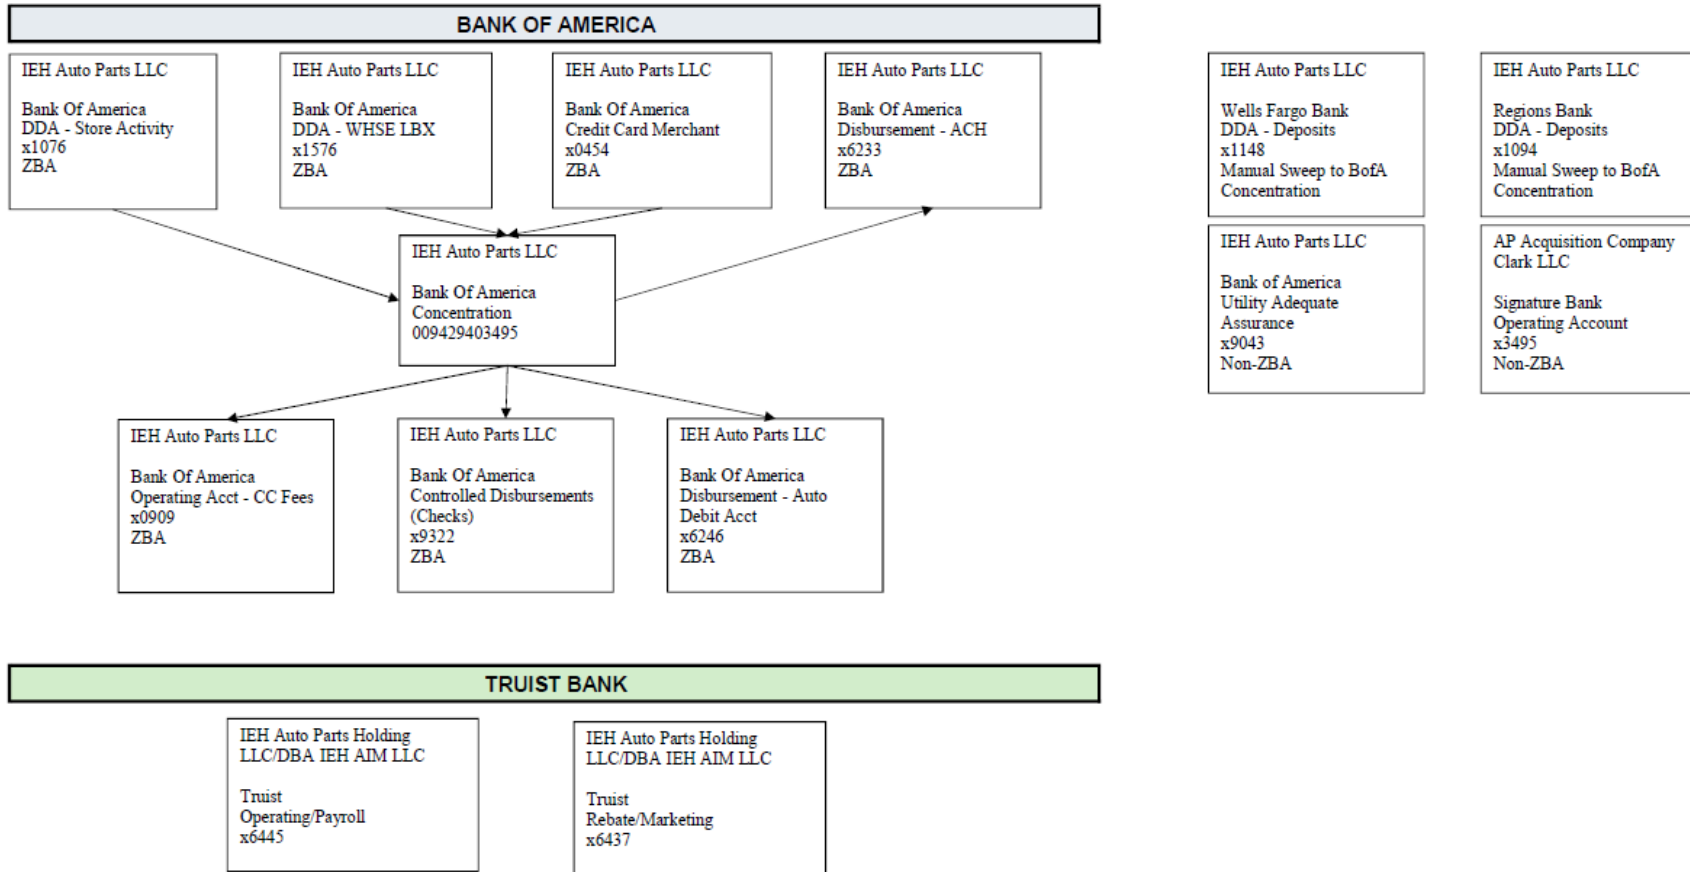 BANK OF AMERICA
IEH Auto Parts LLC
Bank Of America
DDA - Store Activity
x1076
ZBA
IEH Auto Parts LLC
Bank Of America
DDA - WHSE LBX
x1576
ZBA
IEH Auto Parts LLC
Bank Of America
Credit Card Merchant
x0454
ZBA
IEH Auto Parts LLC
Bank Of America
Disbursement - ACH
x6233
ZBA
IEH Auto Parts LLC
Wells Fargo Bank
DDA - Deposits
x1148
Manual Sweep to BofA
Concentration
IEH Auto Parts LLC
Regions Bank
DDA - Deposits
x1094
Manual Sweep to BofA
Concentration
IEH Auto Parts LLC
Bank Of America
Concentration
009429403495
IEH Auto Parts LLC
Bank of America
Utility Adequate
Assurance
x9043
Non-ZBA
AP Acquisition Company
Clark LLC
Signature Bank
Operating Account
x3495
Non-ZBA
IEH Auto Parts LLC
Bank Of America
Operating Acct - CC Fees
x0909
ZBA
IEH Auto Parts LLC
Bank Of America
Controlled Disbursements
(Checks)
x9322
ZBA
IEH Auto Parts LLC
Bank Of America
Disbursement - Auto
Debit Acct
x6246
ZBA
TRUIST BANK
IEH Auto Parts Holding
LLC/DBA IEH AIM LLC
Truist
Operating/Payroll
x6445
IEH Auto Parts Holding
LLC/DBA IEH AIM LLC
Truist
Rebate/Marketing
x6437